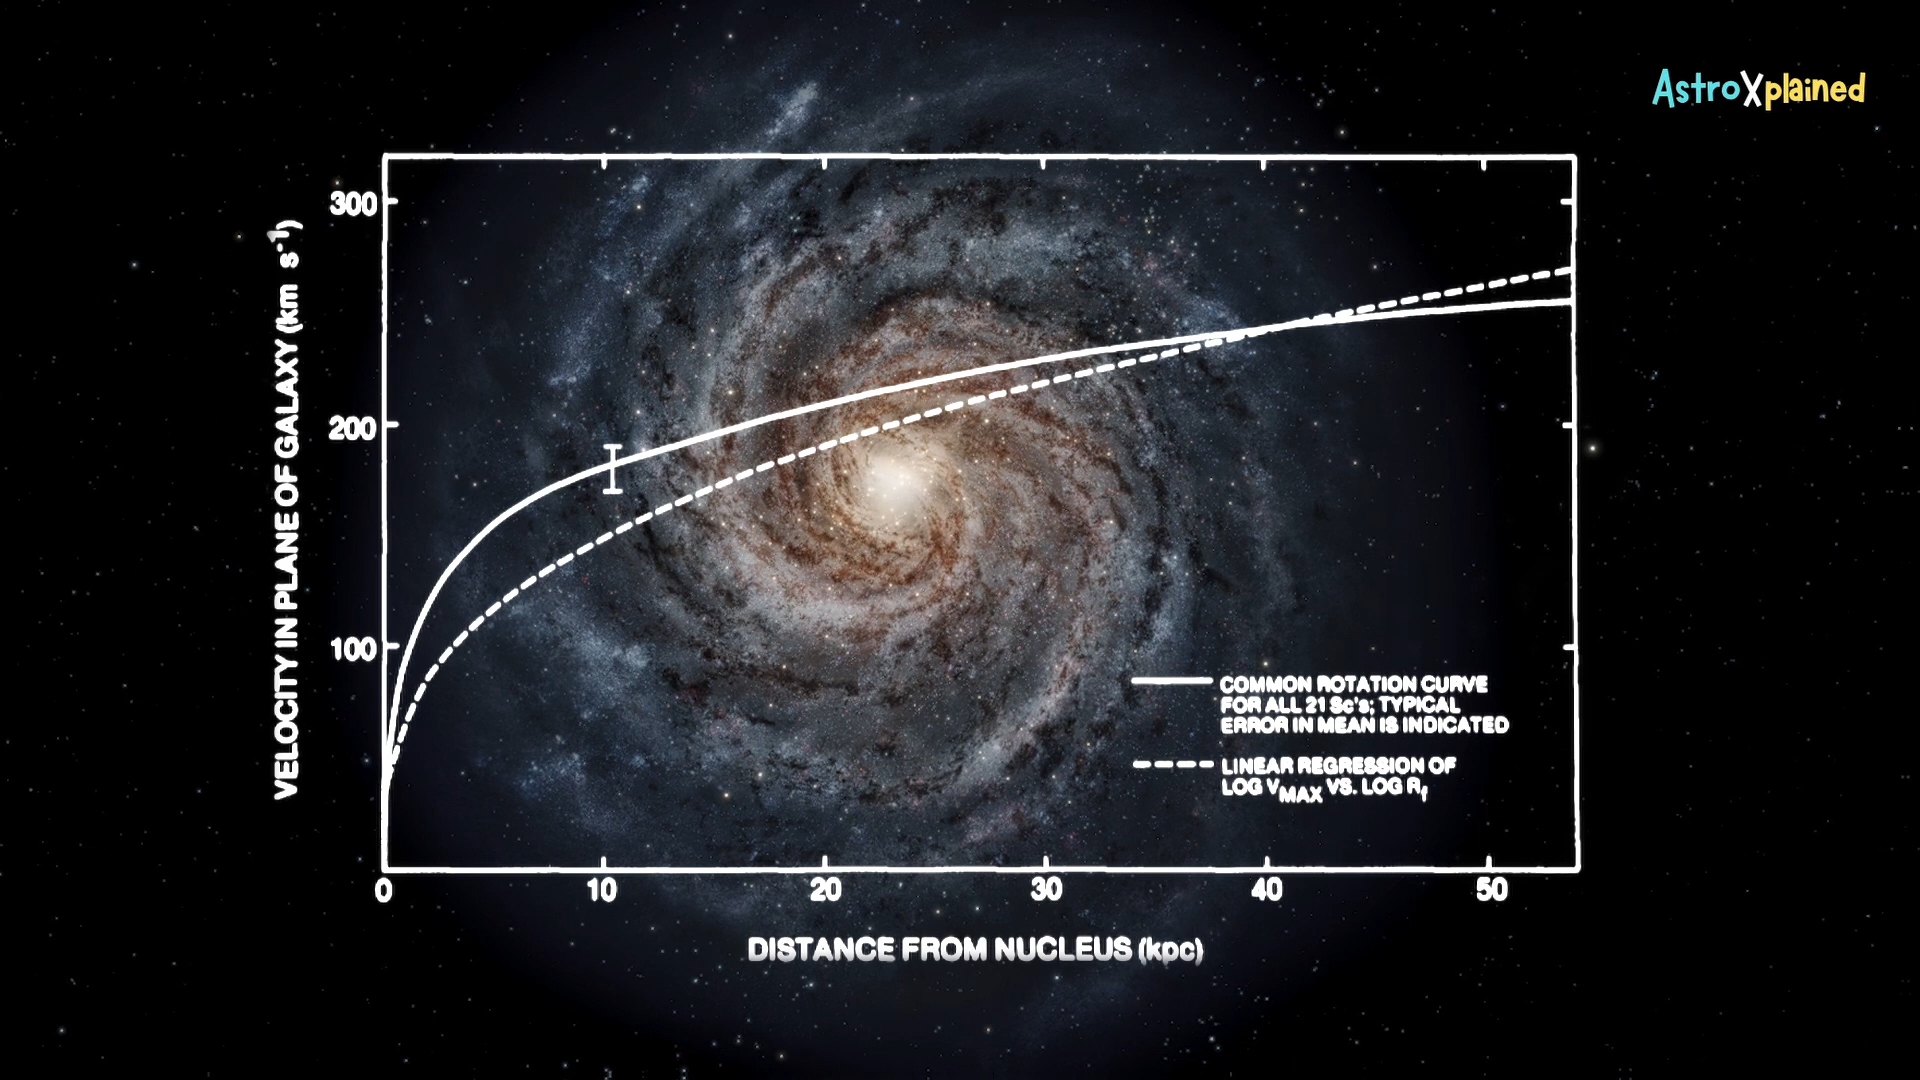 AstroXplained
300
200
100
VELOCITY IN PLANE OF GALAXY (km s-1)
COMMON ROTATION CURVE
FOR ALL 21 Sc's; TYPICAL
ERROR IN MEAN IS INDICATED
LINEAR REGRESSION OF
LOG VMAX VS. LOG Rf
0 10 20 30 40 50
DISTANCE FROM NUCLEUS (kpc)